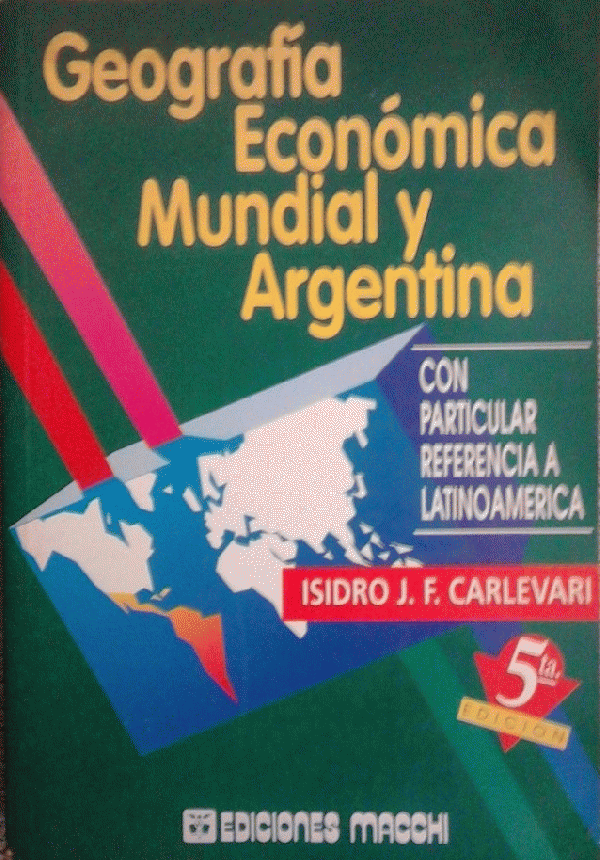 Geografía
Económica
Mundial y
Argentina
CON
PARTICULAR
REFERENCIA A
LATINOAMERICA
ISIDRO J. F. CARLEVARI
5ta.
EDICION
EDICIONES MACCHI